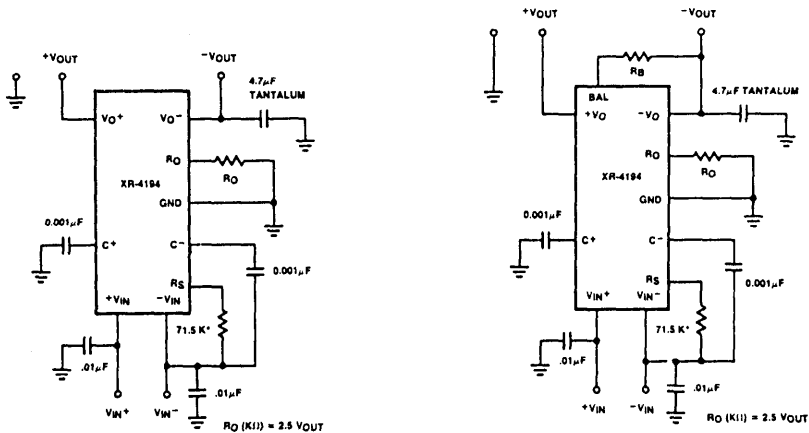 +VOUT
-VOUT
4.7µF
TANTALUM
VO+
VO-
RO
RO
XR-4194
GND
0.001µF
C+
C-
0.001µF
RS
+VIN
-VIN
71.5 K*
.01µF
.01µF
VIN+
VIN-
RO (KΩ) = 2.5 VOUT
+VOUT
-VOUT
RB
BAL
4.7µF TANTALUM
+VO
-VO
RO
RO
XR-4194
GND
0.001µF
C+
C-
0.001µF
RS
VIN+
VIN-
71.5K*
.01µF
.01µF
+VIN
-VIN
RO (KΩ) = 2.5 VOUT